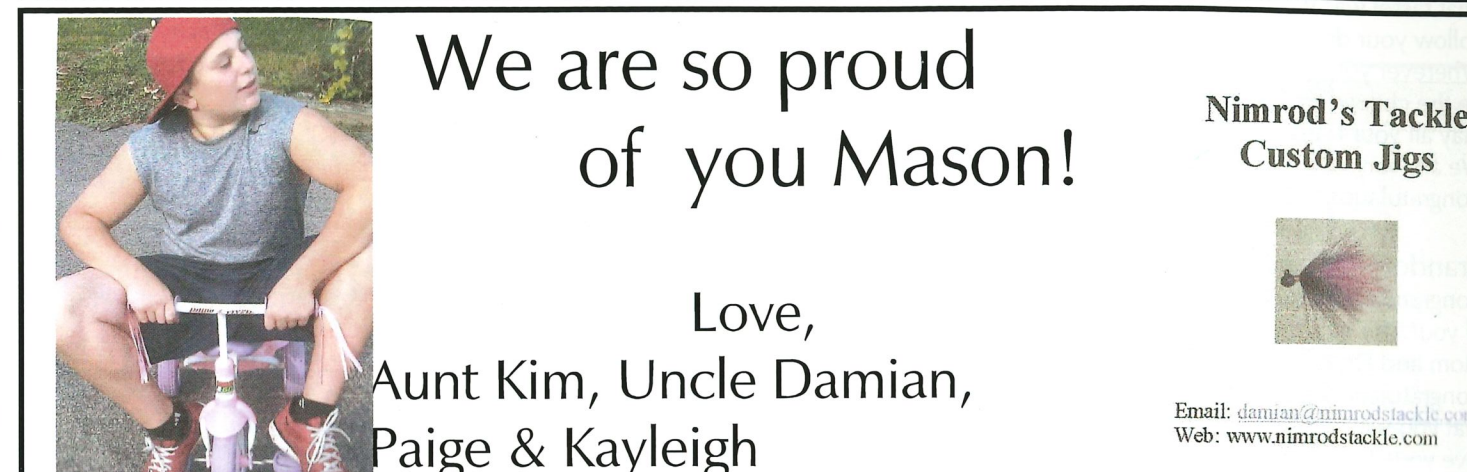 We are so proud
of you Mason!
Love,
Aunt Kim, Uncle Damian,
Paige & Kayleigh
Nimrod's Tackle
Custom Jigs
Email: damian@nimrodstackle.com
Web: www.nimrodstackle.com